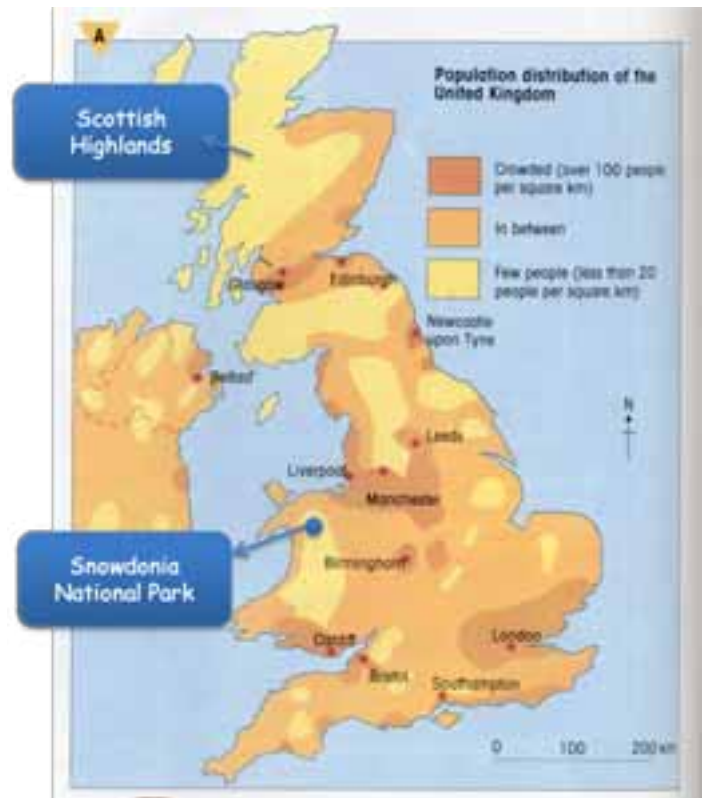 A
Population distribution of the
United Kingdom
Scottish
Highlands
Crowded (over 100 people
per square km)
In between
Few people (less than 20
people per square km)
Glasgow
Edinburgh
Newcastle
upon Tyne
Belfast
N
Leeds
Liverpool
Manchester
Snowdonia
National Park
Birmingham
Cardiff
London
Bristol
Southampton
0 100 200 km